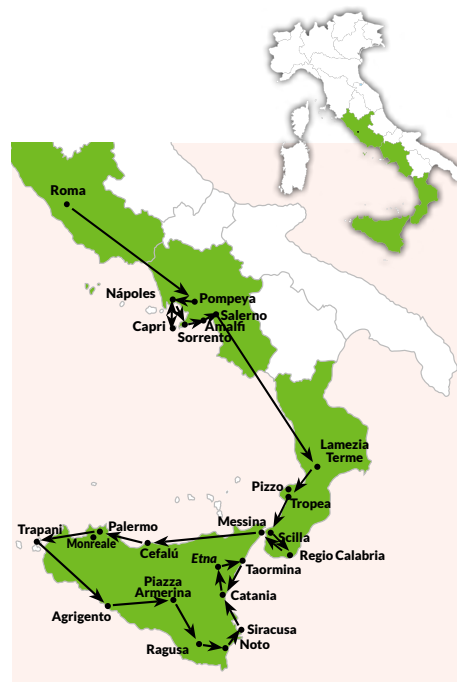 Roma
Nápoles
Pompeya
Capri
Salerno
Amalfi
Sorrento
Lamezia
Terme
Pizzo
Tropea
Messina
Scilla
Regio Calabria
Trapani
Palermo
Monreale
Cefalú
Etna
Taormina
Piazza
Armerina
Catania
Agrigento
Siracusa
Ragusa
Noto